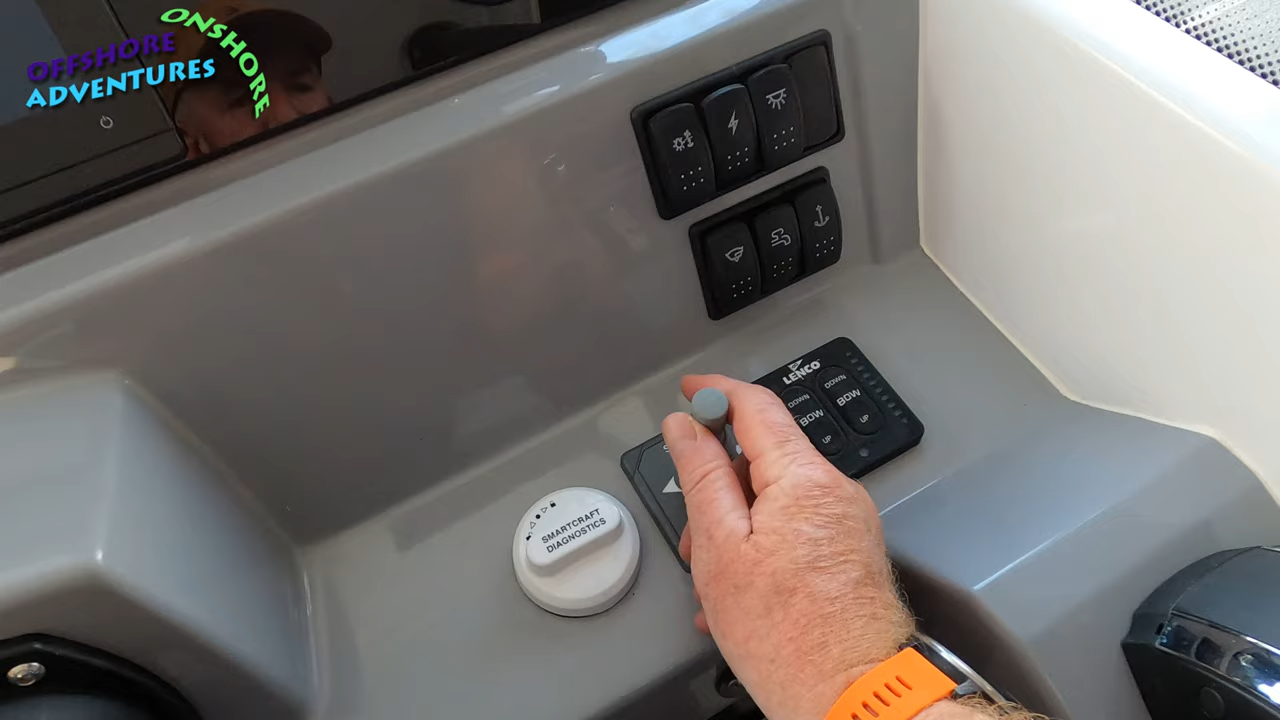 OFFSHORE
ONSHORE
ADVENTURES
LENCO
DOWN
BOW
UP
DOWN
BOW
UP
SMARTCRAFT
DIAGNOSTICS